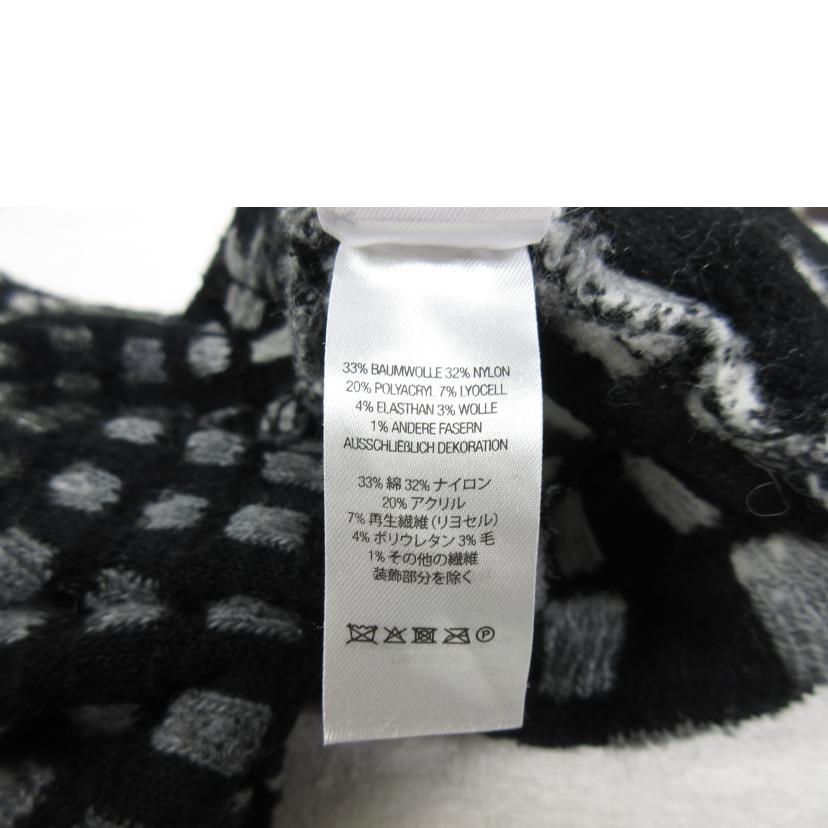 33% BAUMWOLLE 32% NYLON
20% POLYACRYL 7% LYOCELL
4% ELASTHAN 3% WOLLE
1% ANDERE FASERN
AUSSCHLIEßLICH DEKORATION
33% 綿 32% ナイロン
20% アクリル
7% 再生繊維 (リヨセル)
4% ポリウレタン 3% 毛
1% その他の繊維
装飾部分を除く
P